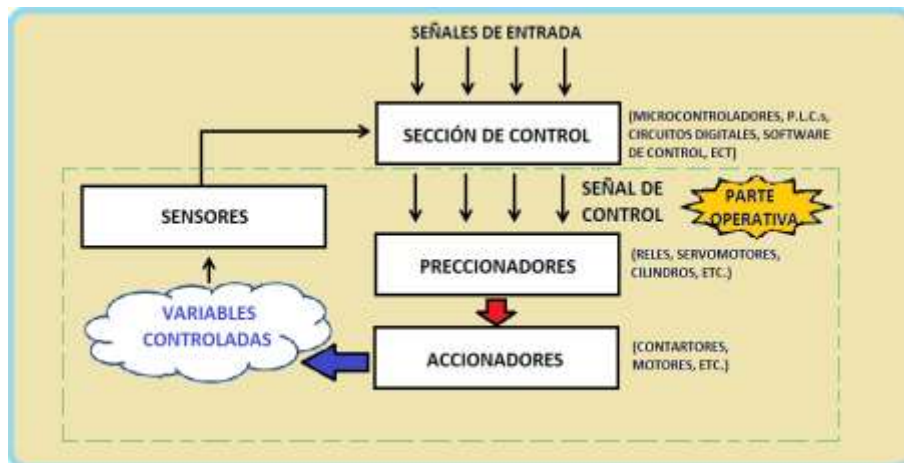 SEÑALES DE ENTRADA
SECCIÓN DE CONTROL
(MICROCONTROLADORES, P.L.C.s,
CIRCUITOS DIGITALES, SOFTWARE
DE CONTROL, ECT)
SEÑAL DE
CONTROL
PARTE
OPERATIVA
SENSORES
PRECCIONADORES
(RELES, SERVOMOTORES,
CILINDROS, ETC.)
VARIABLES
CONTROLADAS
ACCIONADORES
(CONTARTORES,
MOTORES, ETC.)